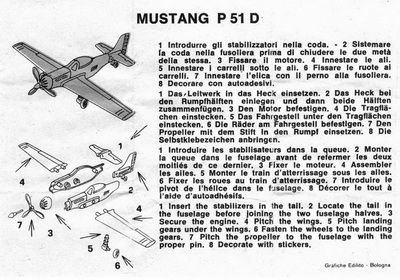 MUSTANG P 51 D
1 Introdurre gli stabilizzatori nella coda. - 2 Sistemare
la coda nella fusoliera prima di chiudere le due metà
della stessa. 3 Fissare il motore. 4 Innestare le ali.
5 Innestare i carrelli sotto le ali. 6 Fissare le ruote ai
carrelli. 7 Innestare l'elica con il perno alla fusoliera.
8 Decorare con autoadesivi.
1 Das Leitwerk in das Heck einsetzen. - 2 Das Heck bei
den Rumpfhälften einlegen und dann beide Hälften
zusammenfügen. 3 Den Motor befestigen. 4 Die Tragflä-
chen einstecken. 5 Das Fahrgestell unter den Tragflächen
einstecken. 6 Die Räder am Fahrgestell befestigen. 7 Den
Propeller mit dem Stift in den Rumpf einsetzen. 8 Die
Selbstklebezeichen anbringen.
1 Introduire les stabilisateurs dans la queue. 2 Monter
la queue dans le fuselage avant de refermer les deux
moitiés de ce dernier. 3 Fixer le moteur. 4 Assembler
les ailes. 5 Monter le train d'atterrissage sous les ailes.
6 Fixer les roues au train d'atterrissage. 7 Introduire le
pivot de l'hélice dans le fuselage. 8 Décorer le tout à
l'aide d'autoadhésifs.
1 Insert the stabilizers in the tail. 2 Locate the tail in
the fuselage before joining the two fuselage halves. 3
Secure the engine. 4 Pitch the wings. 5 Pitch landing
gears under the wings. 6 Fasten the wheels to the landing
gears. 7 Pitch the propeller to the fuselage with the
proper pin. 8 Decorate with stickers.
1
2
3
4
5
6
7
Grafiche Edilito - Bologna